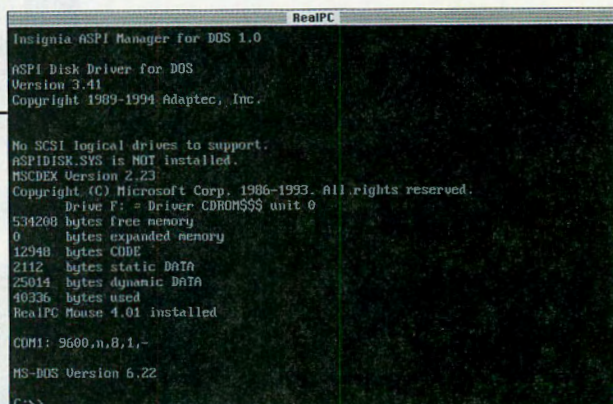 RealPC
Insignia ASPI Manager for DOS 1.0
ASPI Disk Driver for DOS
Version 3.41
Copyright 1989-1994 Adaptec, Inc.
No SCSI logical drives to support.
ASPIDISK.SYS is NOT installed.
MSCDEX Version 2.23
Copyright (C) Microsoft Corp. 1986-1993. All rights reserved.
Drive F: = Driver CDROM$$$ unit 0
534208 bytes free memory
0 bytes expanded memory
12948 bytes CODE
2112 bytes static DATA
25014 bytes dynamic DATA
40336 bytes used
RealPC Mouse 4.01 installed
COM1: 9600,n,8,1,-
MS-DOS Version 6.22
C:\>